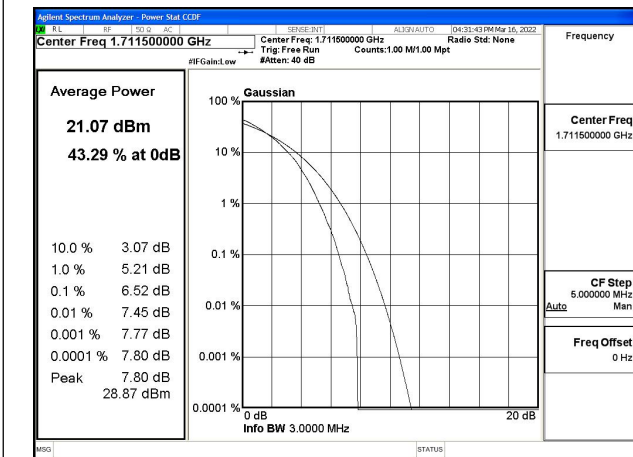 Agilent Spectrum Analyzer - Power Stat CCDF
RL RF 50 Ω AC SENSE:INT ALIGN AUTO 04:31:43 PM Mar 16, 2022
Center Freq 1.711500000 GHz
Center Freq: 1.711500000 GHz Radio Std: None
Trig: Free Run Counts:1.00 M/1.00 Mpt
#IFGain:Low #Atten: 40 dB
Frequency
Average Power
21.07 dBm
43.29 % at 0dB
10.0 % 3.07 dB
1.0 % 5.21 dB
0.1 % 6.52 dB
0.01 % 7.45 dB
0.001 % 7.77 dB
0.0001 % 7.80 dB
Peak 7.80 dB
28.87 dBm
Gaussian
100 %
10 %
1 %
0.1 %
0.01 %
0.001 %
0.0001 %
0 dB 20 dB
Info BW 3.0000 MHz
Center Freq
1.711500000 GHz
CF Step
5.000000 MHz
Auto Man
Freq Offset
0 Hz
MSG STATUS